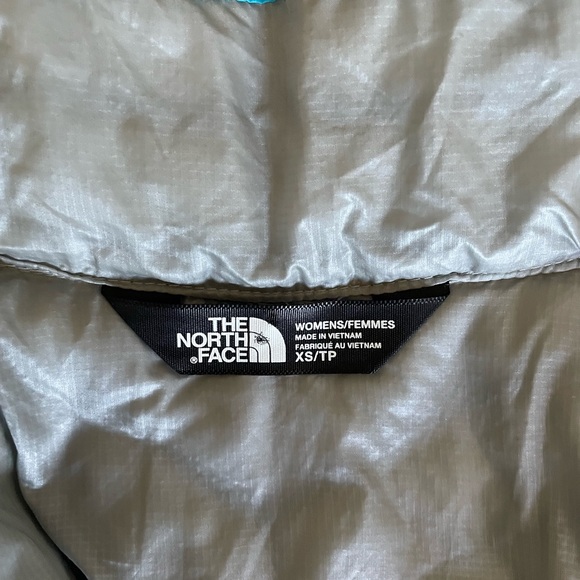 THE
NORTH
®FACE
WOMENS/FEMMES
MADE IN VIETNAM
FABRIQUÉ AU VIETNAM
XS/TP